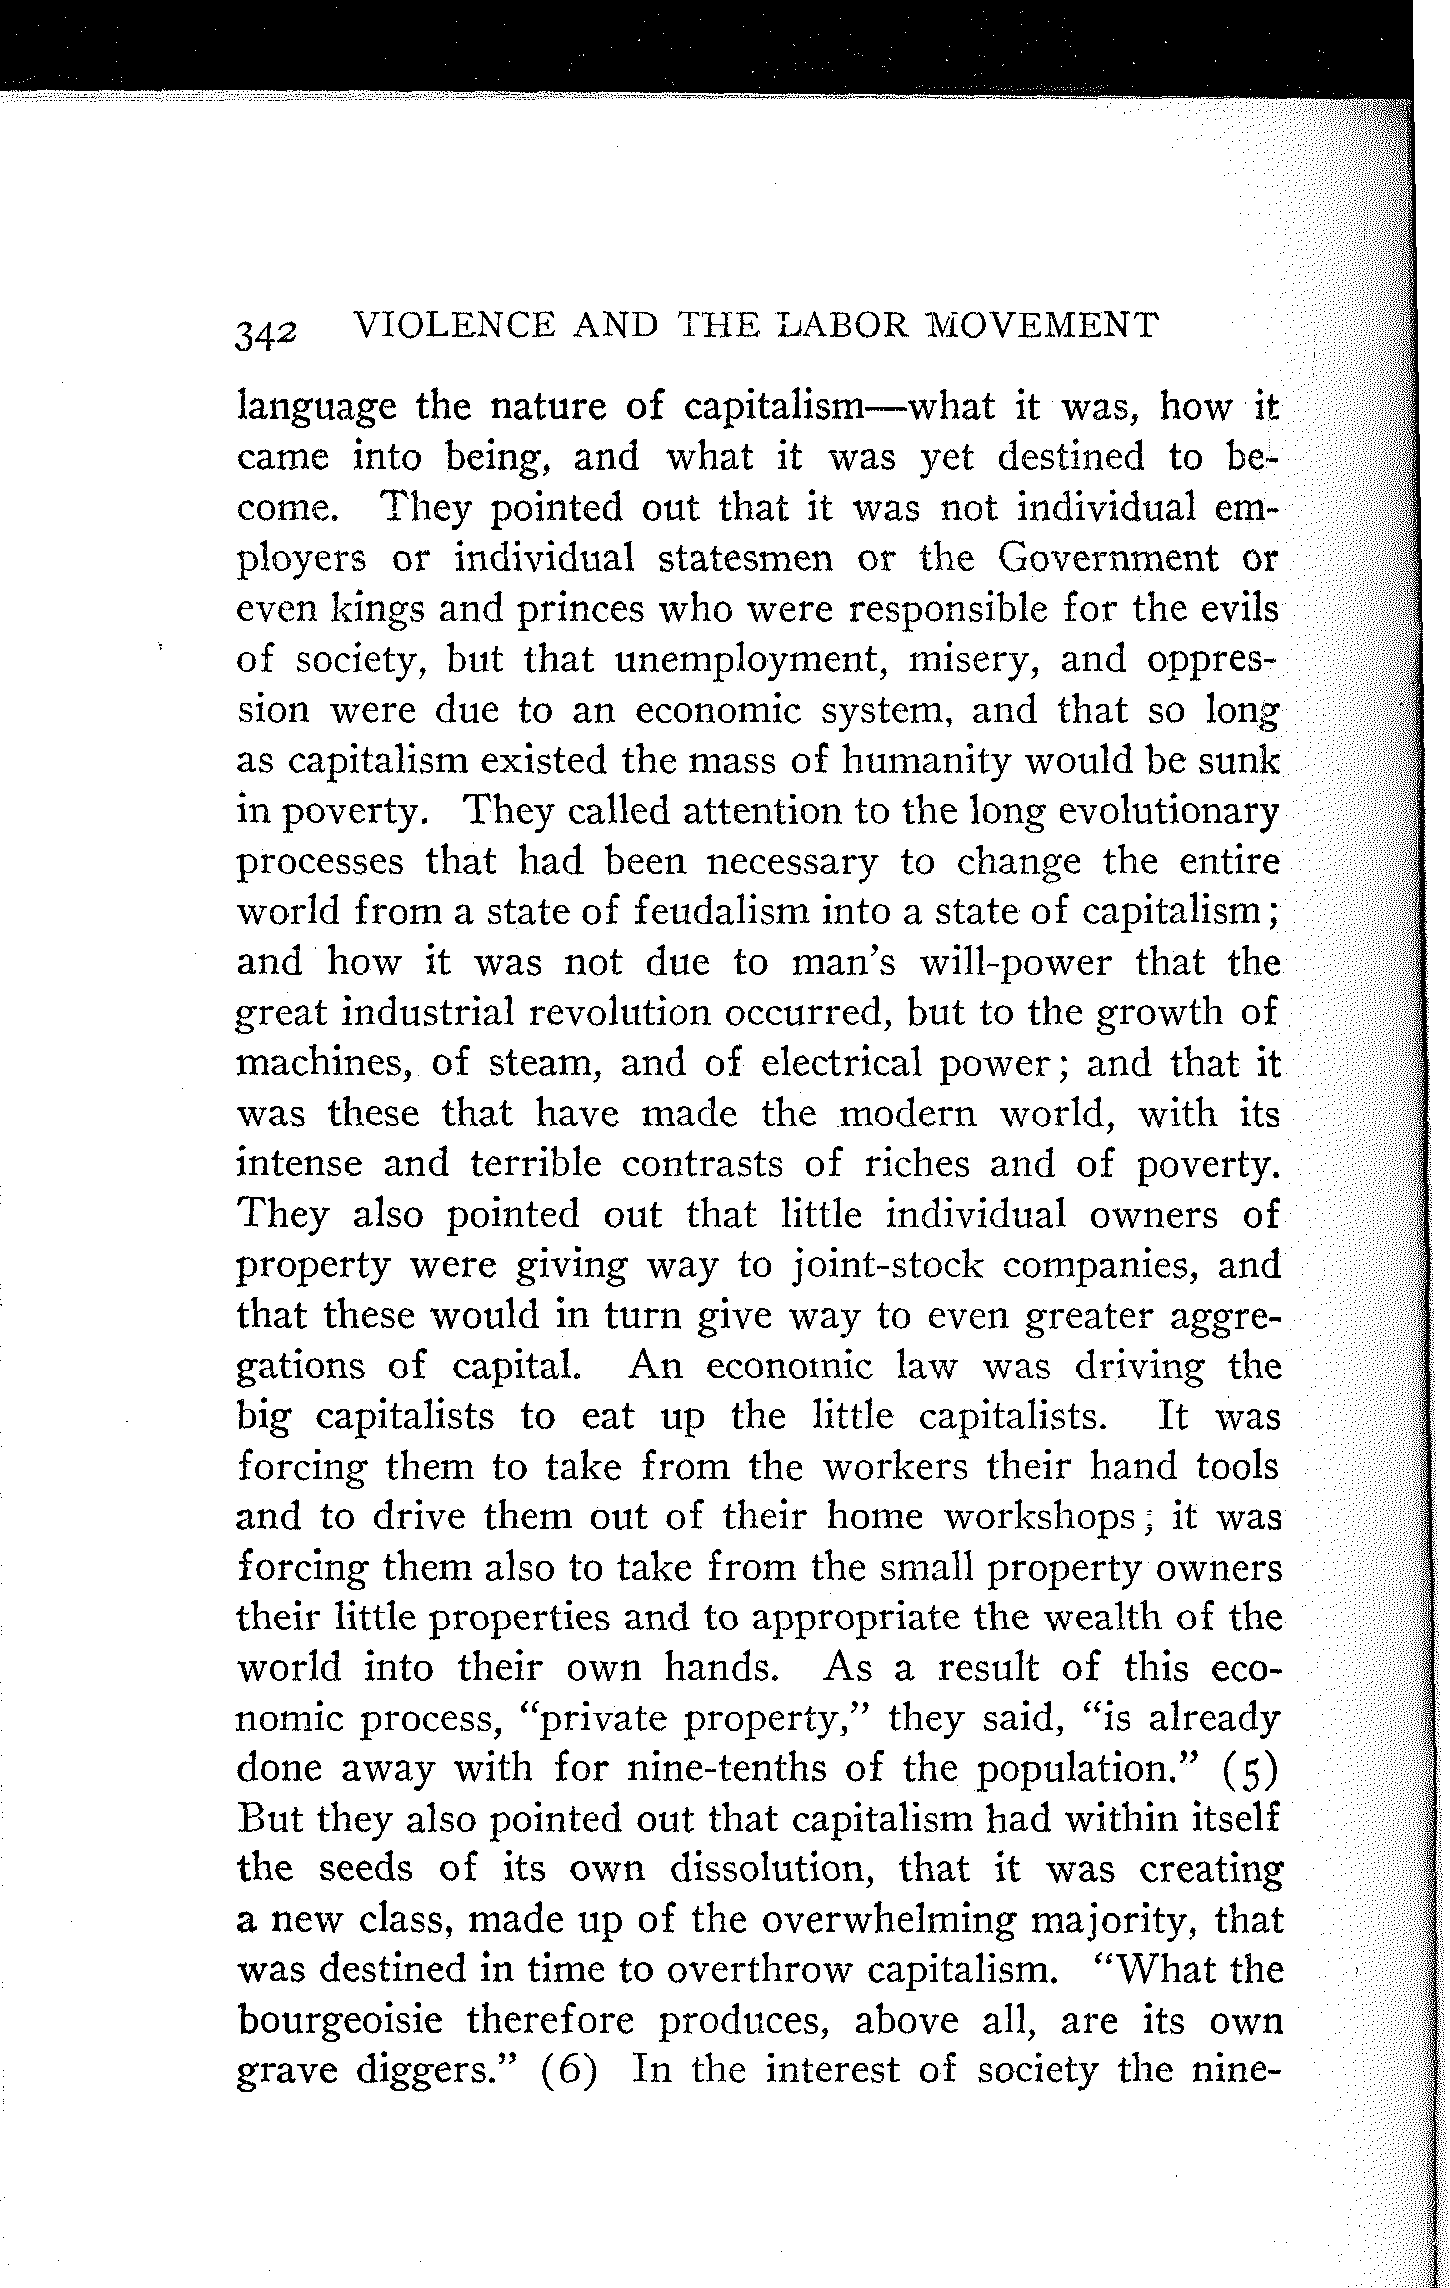 342 VIOLENCE AND THE LABOR MOVEMENT
language the nature of capitalism—what it was, how it
came into being, and what it was yet destined to be-
come. They pointed out that it was not individual em-
ployers or individual statesmen or the Government or
even kings and princes who were responsible for the evils
of society, but that unemployment, misery, and oppres-
sion were due to an economic system, and that so long
as capitalism existed the mass of humanity would be sunk
in poverty. They called attention to the long evolutionary
processes that had been necessary to change the entire
world from a state of feudalism into a state of capitalism;
and how it was not due to man's will-power that the
great industrial revolution occurred, but to the growth of
machines, of steam, and of electrical power; and that it
was these that have made the modern world, with its
intense and terrible contrasts of riches and of poverty.
They also pointed out that little individual owners of
property were giving way to joint-stock companies, and
that these would in turn give way to even greater aggre-
gations of capital. An economic law was driving the
big capitalists to eat up the little capitalists. It was
forcing them to take from the workers their hand tools
and to drive them out of their home workshops; it was
forcing them also to take from the small property owners
their little properties and to appropriate the wealth of the
world into their own hands. As a result of this eco-
nomic process, “private property,” they said, “is already
done away with for nine-tenths of the population.” (5)
But they also pointed out that capitalism had within itself
the seeds of its own dissolution, that it was creating
a new class, made up of the overwhelming majority, that
was destined in time to overthrow capitalism. “What the
bourgeoisie therefore produces, above all, are its own
grave diggers.” (6) In the interest of society the nine-